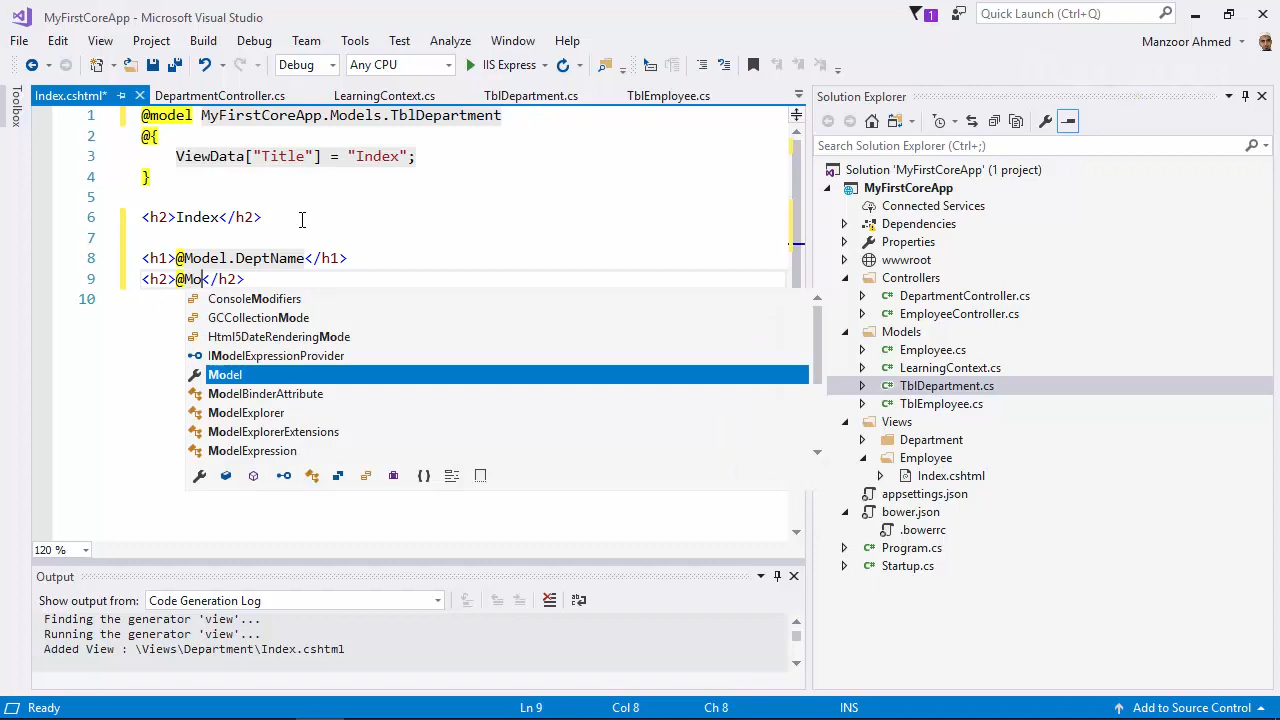 MyFirstCoreApp - Microsoft Visual Studio
1
Quick Launch (Ctrl+Q)
File Edit View Project Build Debug Team Tools Test Analyze Window Help
Manzoor Ahmed
Debug Any CPU IIS Express
Toolbox
Index.cshtml* DepartmentController.cs LearningContext.cs TblDepartment.cs TblEmployee.cs
1 @model MyFirstCoreApp.Models.TblDepartment
2 @{
3 ViewData["Title"] = "Index";
4 }
5
6 <h2>Index</h2>
7
8 <h1>@Model.DeptName</h1>
9 <h2>@Mo</h2>
10
ConsoleModifiers
GCCollectionMode
Html5DateRenderingMode
IModelExpressionProvider
Model
ModelBinderAttribute
ModelExplorer
ModelExplorerExtensions
ModelExpression
120 %
Output
Show output from: Code Generation Log
Finding the generator 'view'...
Running the generator 'view'...
Added View : \Views\Department\Index.cshtml
Solution Explorer
Search Solution Explorer (Ctrl+;)
Solution 'MyFirstCoreApp' (1 project)
MyFirstCoreApp
Connected Services
Dependencies
Properties
wwwroot
Controllers
C# DepartmentController.cs
C# EmployeeController.cs
Models
C# Employee.cs
C# LearningContext.cs
C# TblDepartment.cs
C# TblEmployee.cs
Views
Department
Employee
Index.cshtml
appsettings.json
bower.json
.bowerrc
C# Program.cs
C# Startup.cs
Ready Ln 9 Col 8 Ch 8 INS Add to Source Control